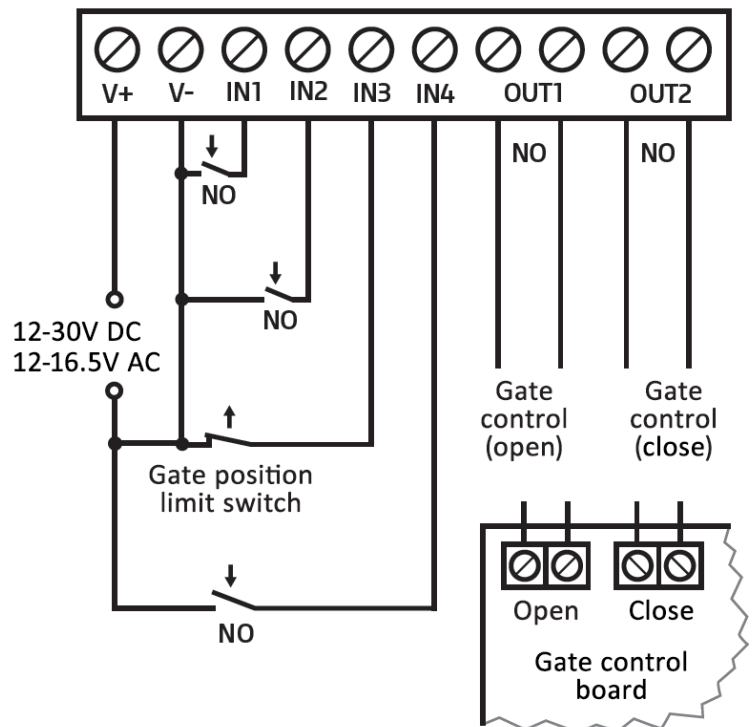 V+ V- IN1 IN2 IN3 IN4 OUT1 OUT2
NO NO
NO
NO
12-30V DC
12-16.5V AC
Gate
control
(open)
Gate
control
(close)
Gate position
limit switch
NO
Open Close
Gate control
board